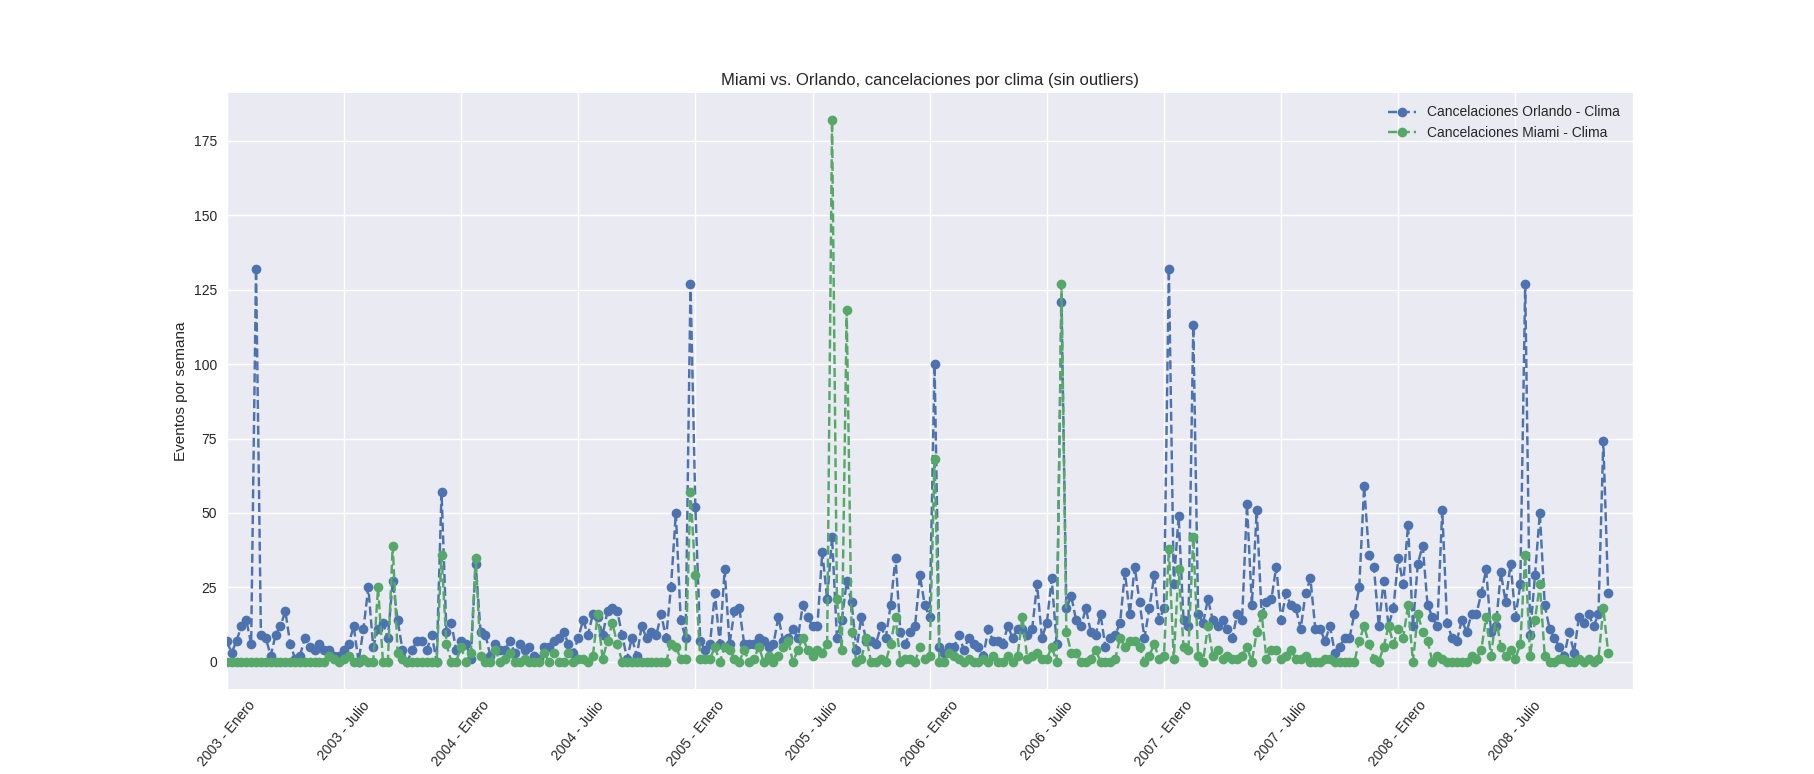 Miami vs. Orlando, cancelaciones por clima (sin outliers)
Cancelaciones Orlando - Clima
Cancelaciones Miami - Clima
Eventos por semana
175
150
125
100
75
50
25
0
2003 - Enero
2003 - Julio
2004 - Enero
2004 - Julio
2005 - Enero
2005 - Julio
2006 - Enero
2006 - Julio
2007 - Enero
2007 - Julio
2008 - Enero
2008 - Julio